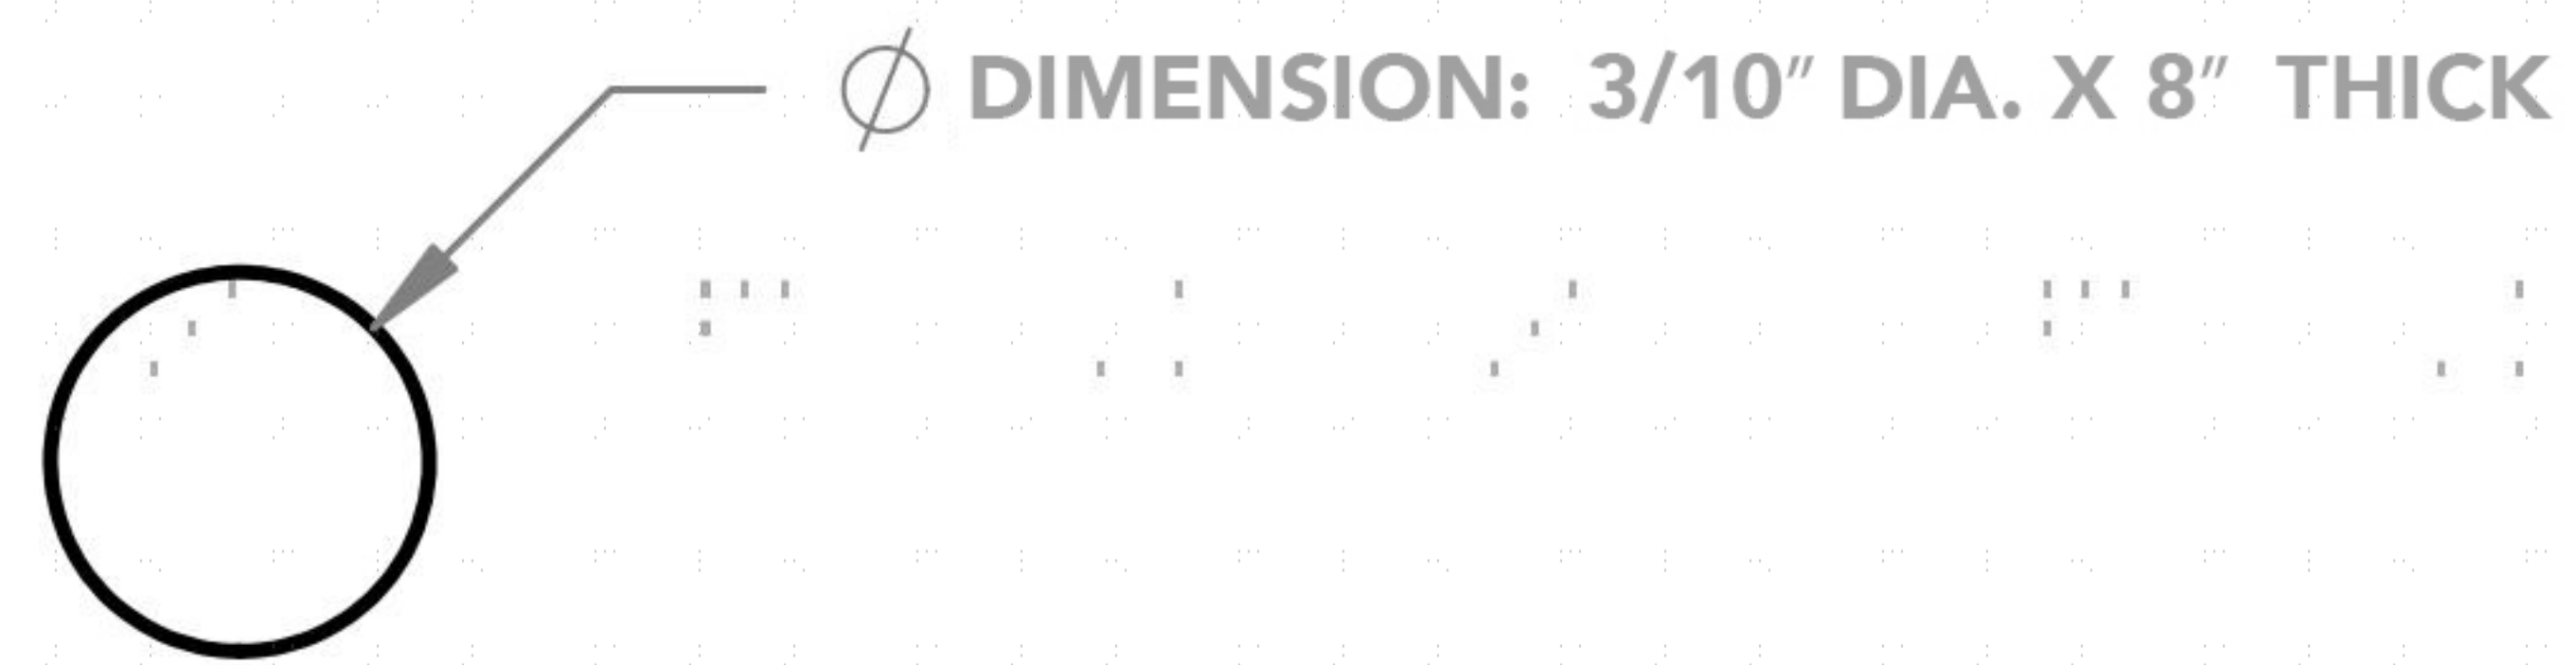 Ø DIMENSION: 3/10″ DIA. X 8″ THICK